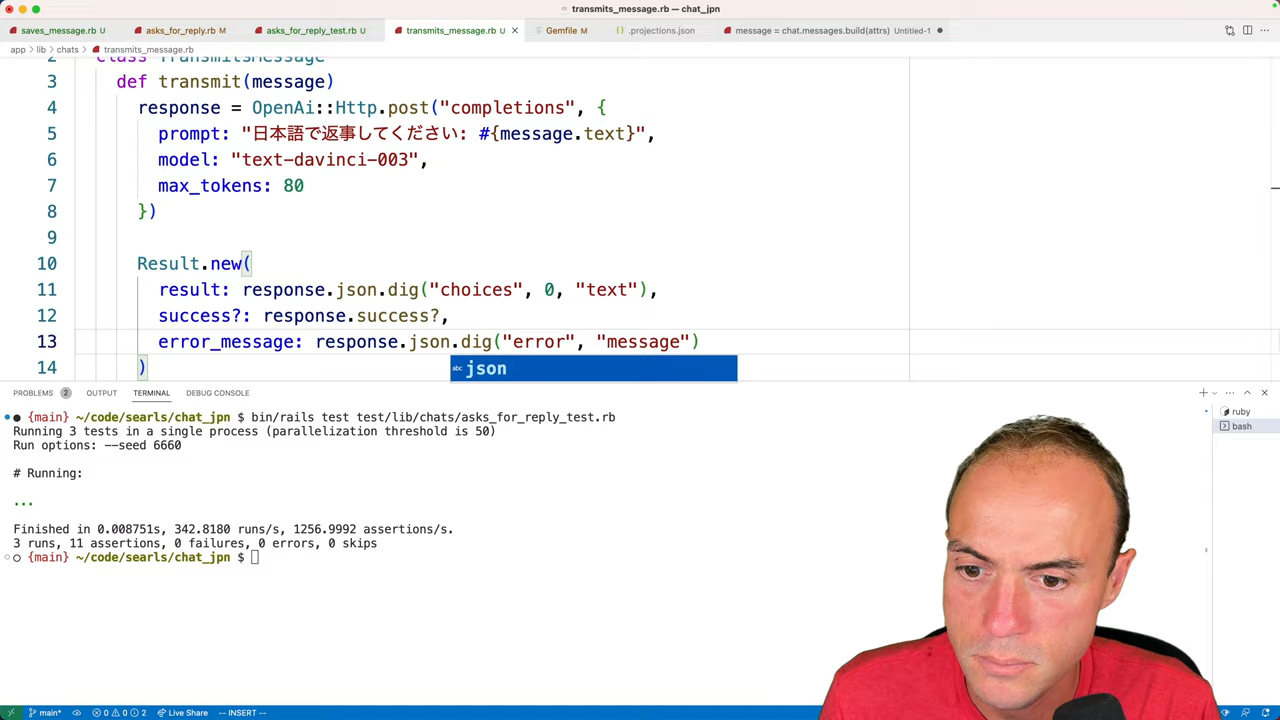 transmits_message.rb — chat_jpn
saves_message.rb U
asks_for_reply.rb M
asks_for_reply_test.rb U
transmits_message.rb U ×
Gemfile M
.projections.json
message = chat.messages.build(attrs) Untitled-1 ●
app > lib > chats > transmits_message.rb
2 class TransmitsMessage
3 def transmit(message)
4 response = OpenAi::Http.post("completions", {
5 prompt: "日本語で返事してください: #{message.text}",
6 model: "text-davinci-003",
7 max_tokens: 80
8 })
9
10 Result.new(
11 result: response.json.dig("choices", 0, "text"),
12 success?: response.success?,
13 error_message: response.json.dig("error", "message")
14 )
abc json
PROBLEMS 2 OUTPUT TERMINAL DEBUG CONSOLE
{main} ~/code/searls/chat_jpn $ bin/rails test test/lib/chats/asks_for_reply_test.rb
Running 3 tests in a single process (parallelization threshold is 50)
Run options: --seed 6660
# Running:
...
Finished in 0.008751s, 342.8180 runs/s, 1256.9992 assertions/s.
3 runs, 11 assertions, 0 failures, 0 errors, 0 skips
{main} ~/code/searls/chat_jpn $
ruby
bash
main* 0 0 2 Live Share -- INSERT --